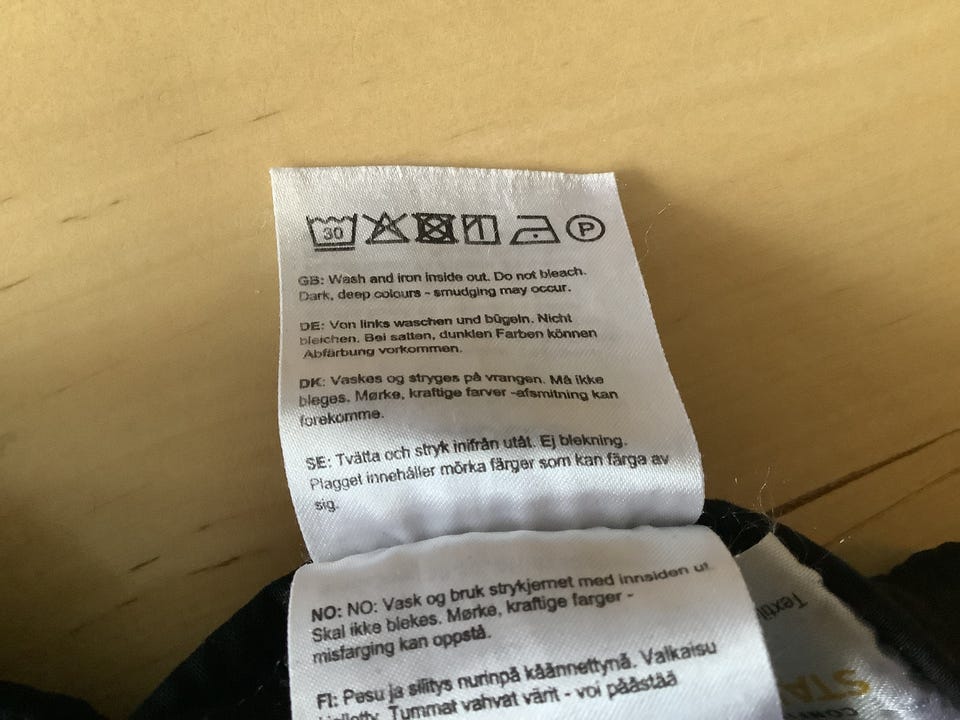 30
P
GB: Wash and iron inside out. Do not bleach.
Dark, deep colours - smudging may occur.
DE: Von links waschen und bügeln. Nicht
bleichen. Bei satten, dunklen Farben können
Abfärbung vorkommen.
DK: Vaskes og stryges på vrangen. Må ikke
bleges. Mørke, kraftige farver -afsmitning kan
forekomme.
SE: Tvätta och stryk inifrån utåt. Ej blekning.
Plagget innehåller mörka färger som kan färga av
sig.
NO: NO: Vask og bruk strykjernet med innsiden ut.
Skal ikke blekes. Mørke, kraftige farger -
misfarging kan oppstå.
FI: Pesu ja silitys nurinpå käännettynä. Valkaisu
Tummat vahvat värit - voi päästää